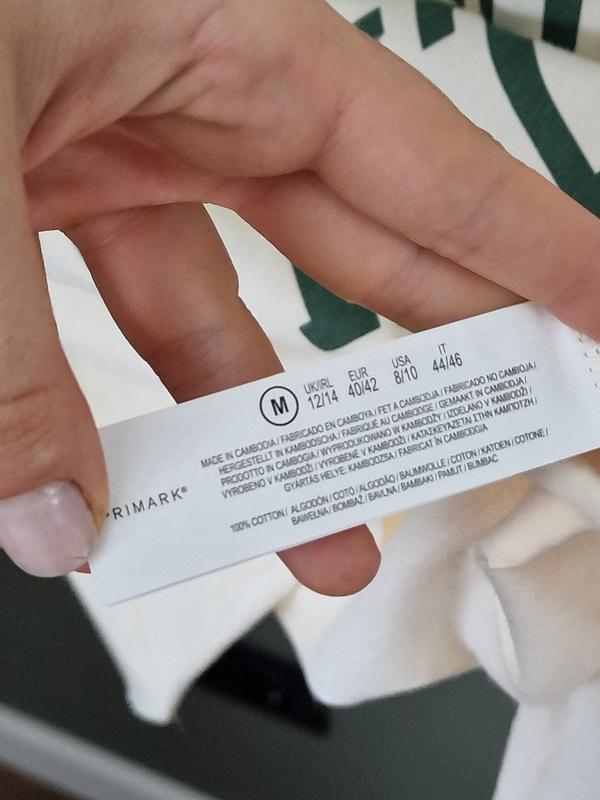 M
UK/IRL EUR USA IT
12/14 40/42 8/10 44/46
MADE IN CAMBODIA / FABRICADO EN CAMBOYA / FET A CAMBODJA / FABRICADO NO CAMBOJA /
HERGESTELLT IN KAMBODSCHA / FABRIQUÉ AU CAMBODGE / GEMAAKT IN CAMBODJA /
PRODOTTO IN CAMBOGIA / WYPRODUKOWANO W KAMBODŻY / IZDELANO V KAMBODŽI /
VYROBENO V KAMBODŽI / VYROBENÉ V KAMBODŽI / ΚΑΤΑΣΚΕΥΑΖΕΤΑΙ ΣΤΗΝ ΚΑΜΠΟΤΖΗ /
GYÁRTÁS HELYE: KAMBODZSA / FABRICAT ÎN CAMBODGIA
RIMARK®
100% COTTON / ALGODÓN / COTÓ / ALGODÃO / BAUMWOLLE / COTON / KATOEN / COTONE /
BAWEŁNA / BOMBAŽ / BAVLNA / ΒΑΜΒΑΚΙ / PAMUT / BUMBAC